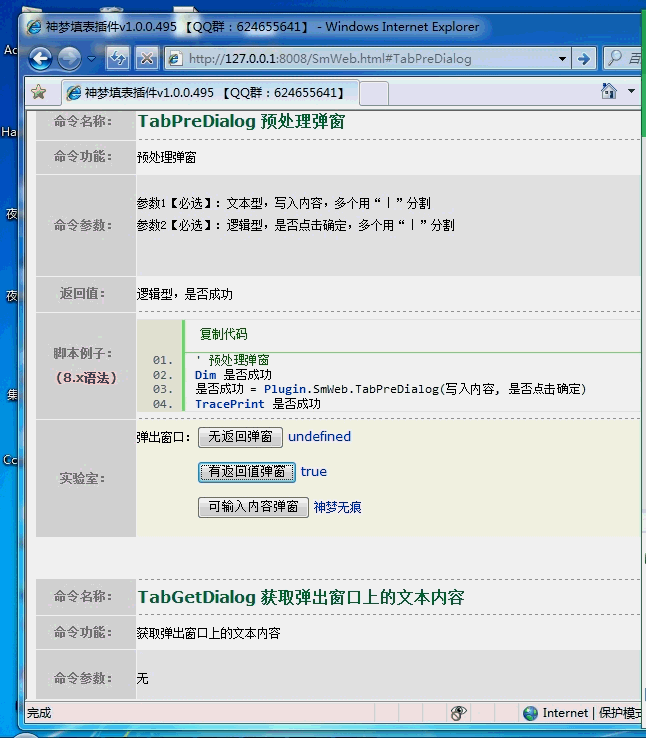 神梦填表插件v1.0.0.495 【QQ群：624655641】 - Windows Internet Explorer
http://127.0.0.1:8008/SmWeb.html#TabPreDialog
百
神梦填表插件v1.0.0.495 【QQ群：624655641】
命令名称： TabPreDialog 预处理弹窗
命令功能： 预处理弹窗
命令参数：
参数1【必选】：文本型，写入内容，多个用“|”分割
参数2【必选】：逻辑型，是否点击确定，多个用“|”分割
返回值： 逻辑型，是否成功
脚本例子：
（8.x语法）
复制代码
01. ' 预处理弹窗
02. Dim 是否成功
03. 是否成功 = Plugin.SmWeb.TabPreDialog(写入内容, 是否点击确定)
04. TracePrint 是否成功
实验室：
弹出窗口： 无返回弹窗 undefined
有返回值弹窗 true
可输入内容弹窗 神梦无痕
命令名称： TabGetDialog 获取弹出窗口上的文本内容
命令功能： 获取弹出窗口上的文本内容
命令参数： 无
完成
Internet | 保护模式
Ac
Ha
夜
夜
集
Cc